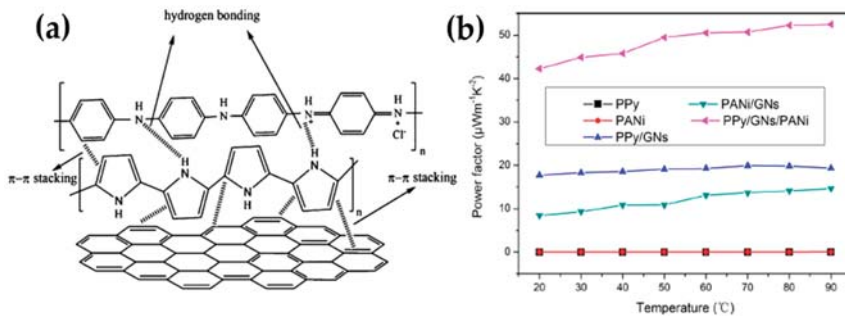 (a)
hydrogen bonding
H
N
H
N
H
N
H
N
Cl-
n
π-π stacking
H
N
H
N
N
H
N
H
n
π-π stacking
(b)
Power factor (μWm⁻¹K⁻²)
50
40
30
20
10
0
PPy
PANi
PPy/GNs
PANi/GNs
PPy/GNs/PANi
20 30 40 50 60 70 80 90
Temperature (℃)